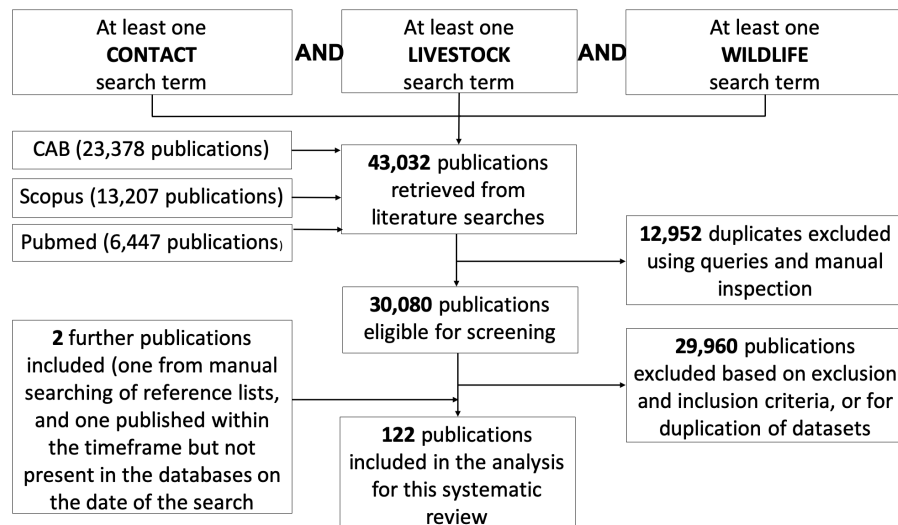 At least one
CONTACT
search term
AND
At least one
LIVESTOCK
search term
AND
At least one
WILDLIFE
search term
CAB (23,378 publications)
Scopus (13,207 publications)
Pubmed (6,447 publications)
43,032 publications
retrieved from
literature searches
12,952 duplicates excluded
using queries and manual
inspection
30,080 publications
eligible for screening
2 further publications
included (one from manual
searching of reference lists,
and one published within
the timeframe but not
present in the databases on
the date of the search
29,960 publications
excluded based on exclusion
and inclusion criteria, or for
duplication of datasets
122 publications
included in the analysis
for this systematic
review